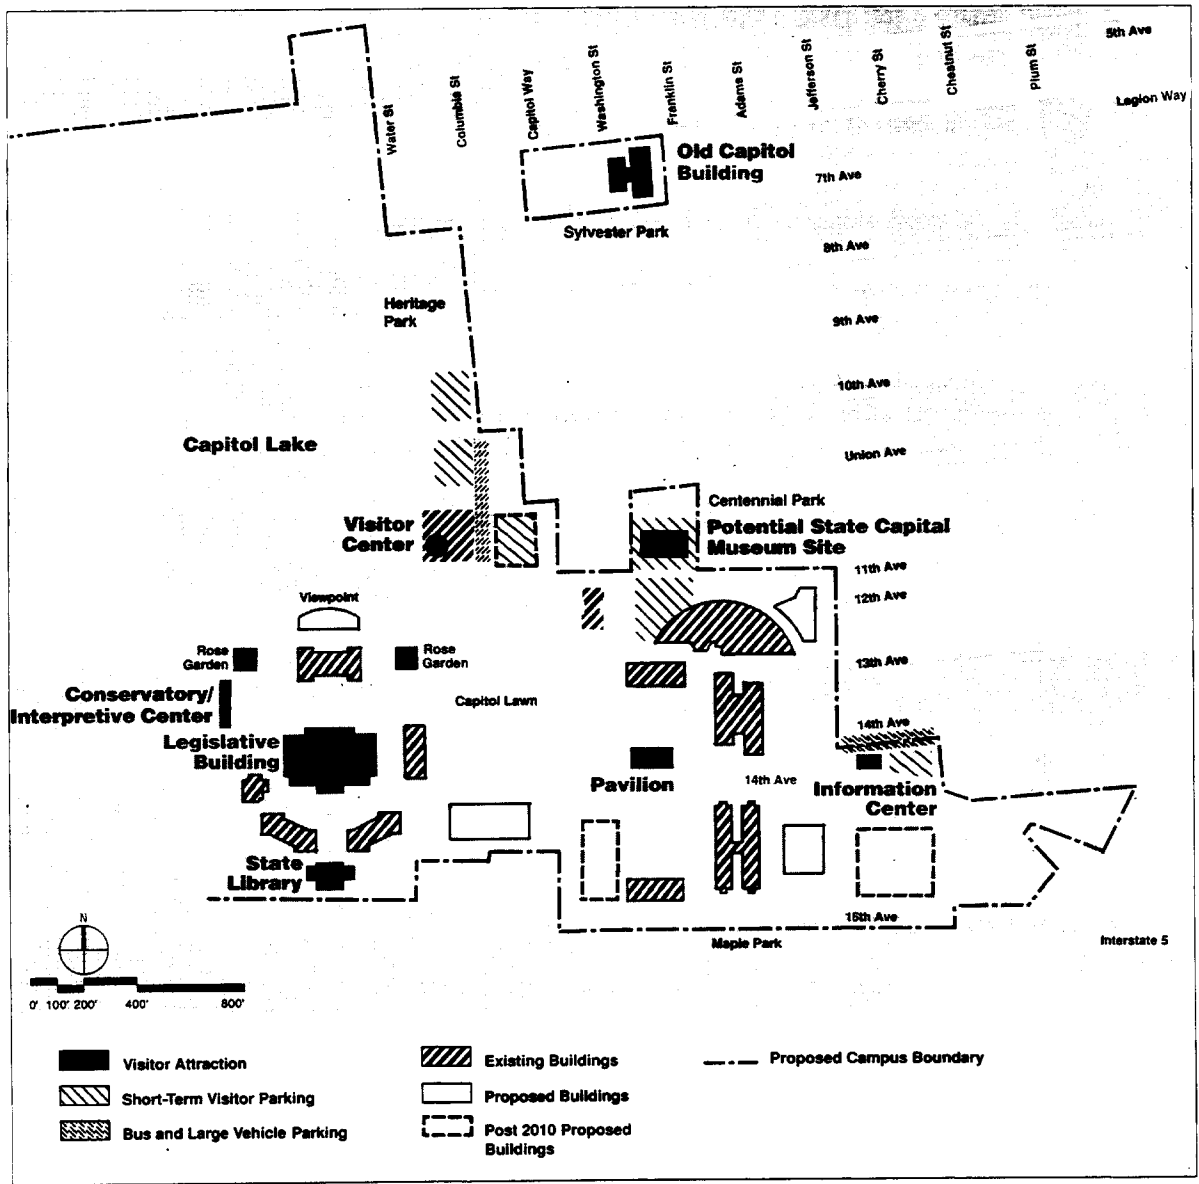 5th Ave
Legion Way
Water St
Columbia St
Capitol Way
Washington St
Franklin St
Adams St
Jefferson St
Cherry St
Chestnut St
Plum St
Old Capitol
Building
7th Ave
Sylvester Park
8th Ave
Heritage
Park
9th Ave
10th Ave
Capitol Lake
Union Ave
Centennial Park
Visitor
Center
Potential State Capital
Museum Site
11th Ave
12th Ave
Viewpoint
Rose
Garden
Rose
Garden
13th Ave
Conservatory/
Interpretive Center
Capitol Lawn
14th Ave
Legislative
Building
Pavilion
14th Ave
Information
Center
State
Library
16th Ave
Maple Park
Interstate 5
N
0' 100' 200' 400' 800'
Visitor Attraction
Short-Term Visitor Parking
Bus and Large Vehicle Parking
Existing Buildings
Proposed Buildings
Post 2010 Proposed
Buildings
Proposed Campus Boundary